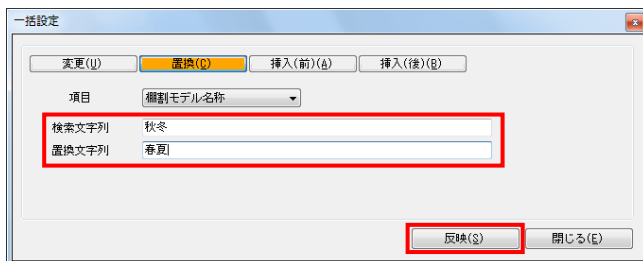 一括設定
変更(U) 置換(C) 挿入(前)(A) 挿入(後)(B)
項目 棚割モデル名称
検索文字列 秋冬
置換文字列 春夏
反映(S) 閉じる(E)